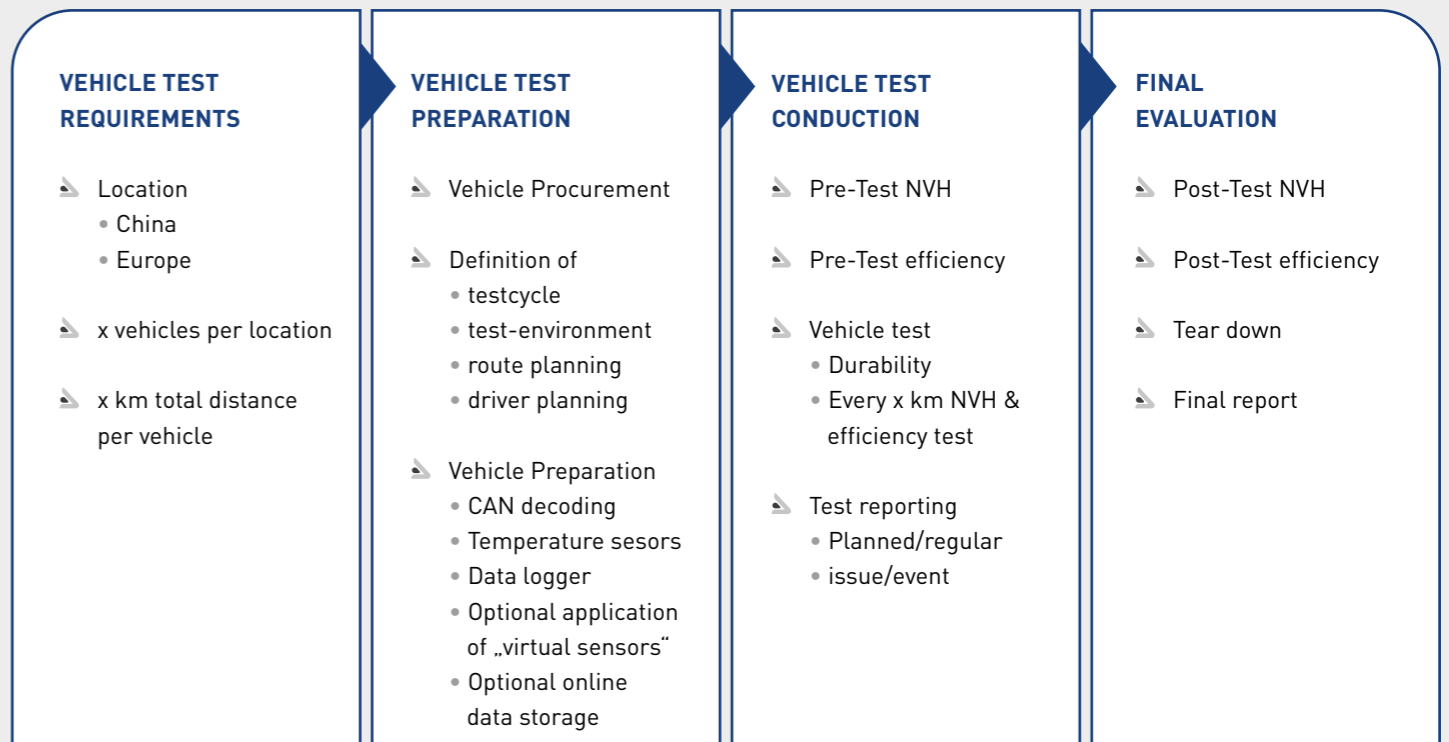 VEHICLE TEST
REQUIREMENTS
Location
• China
• Europe
x vehicles per location
x km total distance
per vehicle
VEHICLE TEST
PREPARATION
Vehicle Procurement
Definition of
• testcycle
• test-environment
• route planning
• driver planning
Vehicle Preparation
• CAN decoding
• Temperature sesors
• Data logger
• Optional application
of „virtual sensors“
• Optional online
data storage
VEHICLE TEST
CONDUCTION
Pre-Test NVH
Pre-Test efficiency
Vehicle test
• Durability
• Every x km NVH &
efficiency test
Test reporting
• Planned/regular
• issue/event
FINAL
EVALUATION
Post-Test NVH
Post-Test efficiency
Tear down
Final report